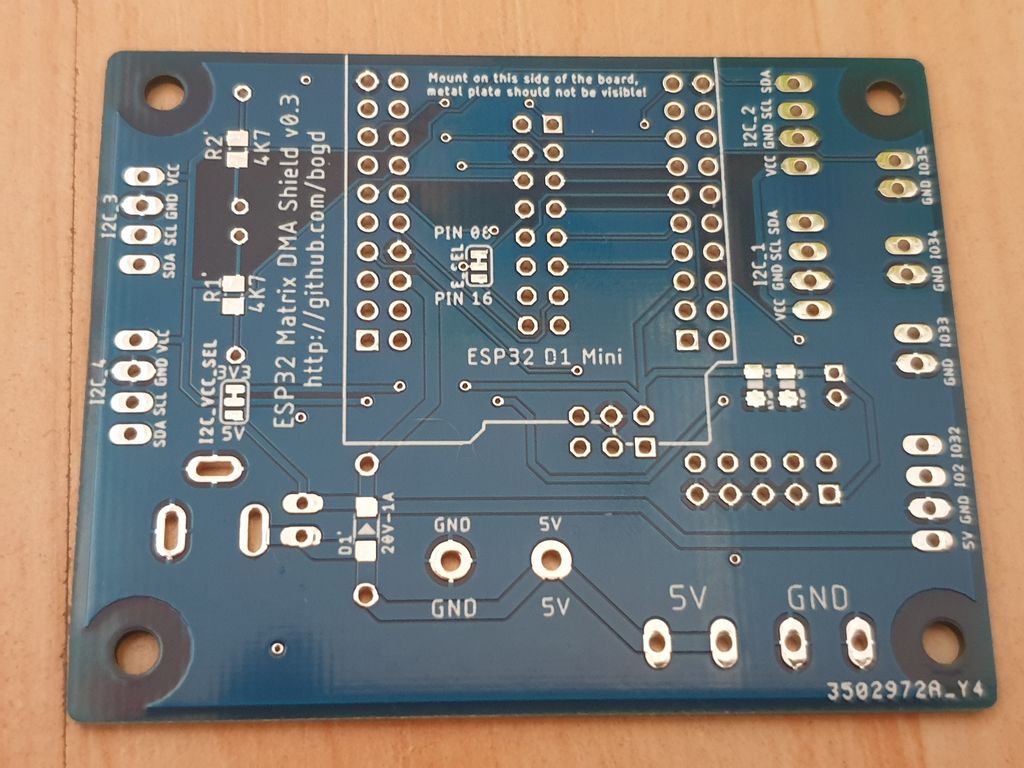 Mount on this side of the board,
metal plate should not be visible!
R2'
4K7
ESP32 Matrix DMA Shield v0.3
http://github.com/bogd
I2C_3
VCC
GND
SCL
SDA
R1'
4K7
I2C_4
VCC
GND
SCL
SDA
I2C_VCC_SEL
3V3
5V
PIN 08
E_SEL
PIN 16
ESP32 D1 Mini
I2C_2
SDA
SCL
GND
VCC
I2C_1
SDA
SCL
GND
VCC
IO35
GND
IO34
GND
IO33
GND
IO32
IO2
GND
5V
D1'
20V-1A
GND
GND
5V
5V
5V
GND
3502972A_Y4